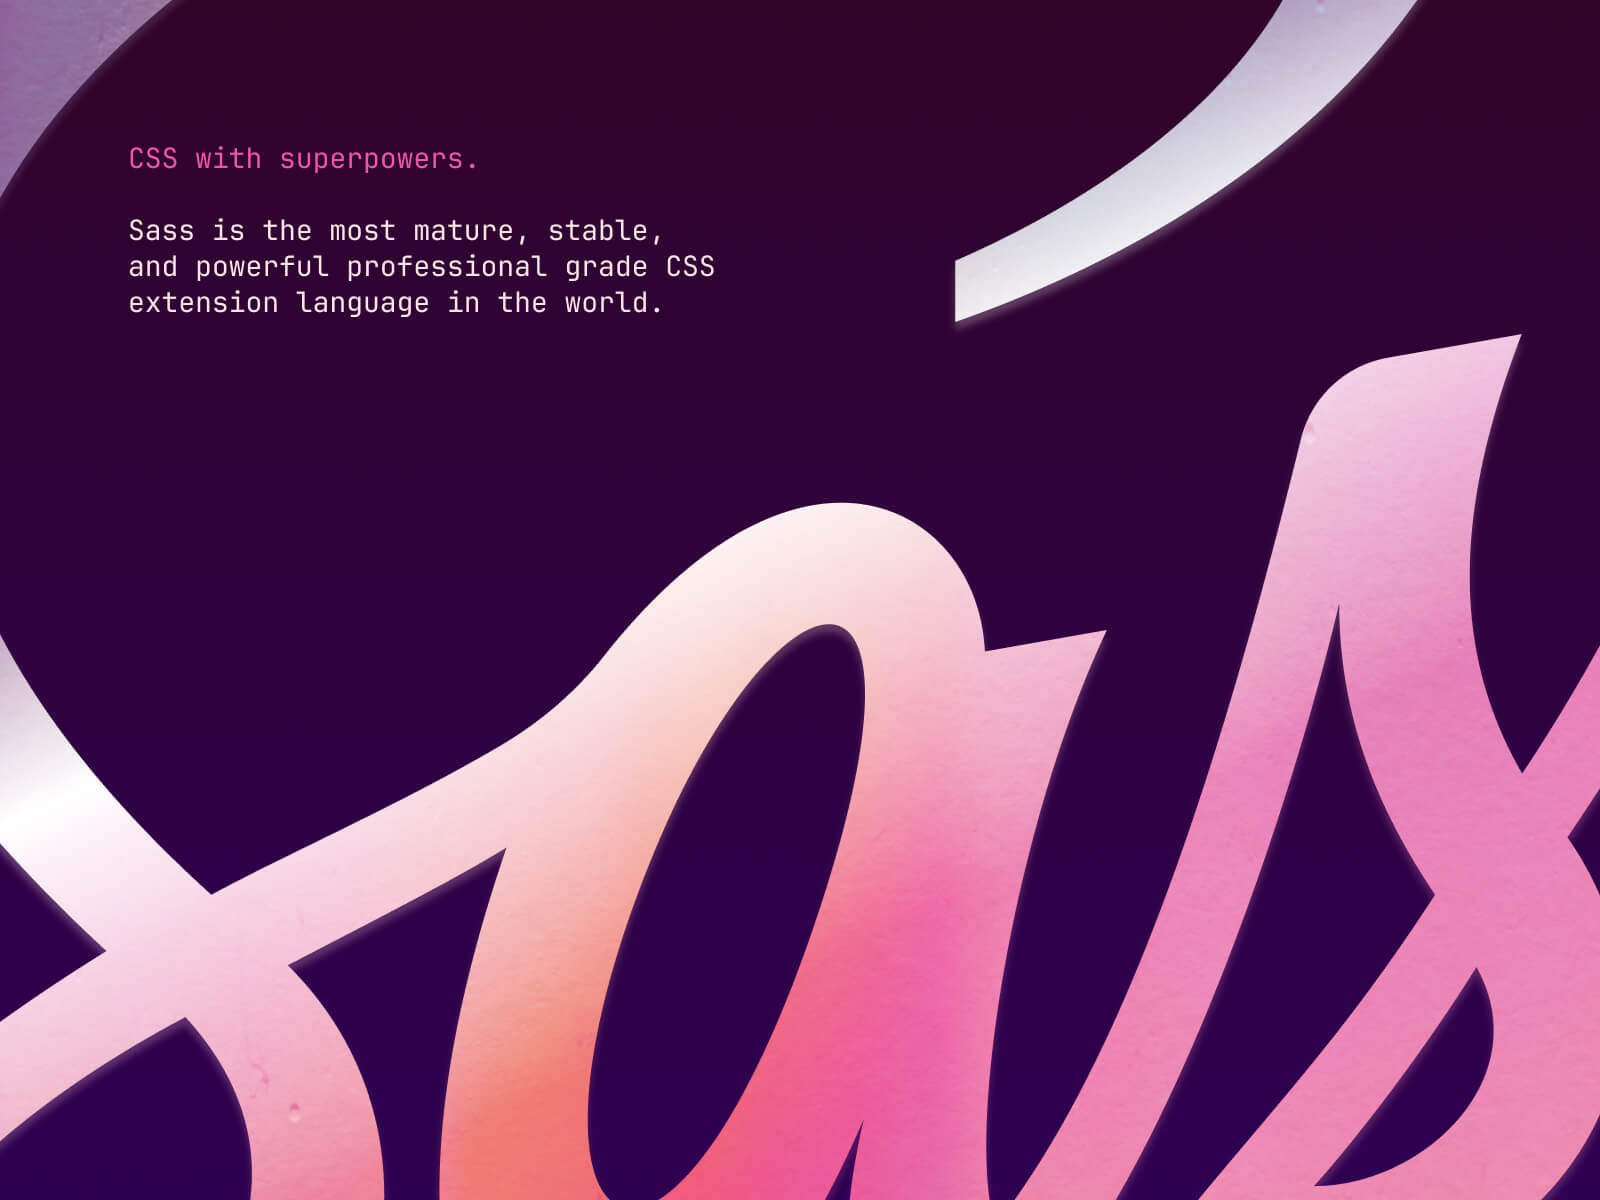 CSS with superpowers.
Sass is the most mature, stable,
and powerful professional grade CSS
extension language in the world.
Sas